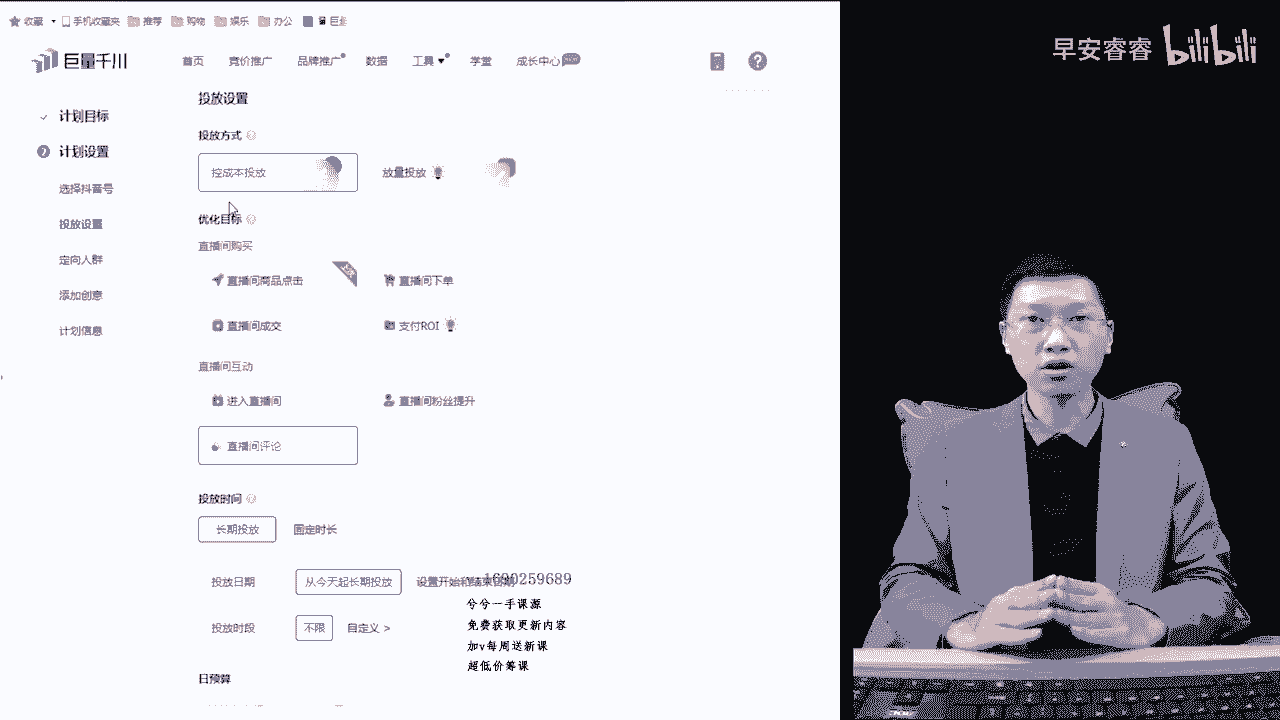 收藏 手机收藏夹 推荐 购物 娱乐 办公
早安睿睿 bilibili
巨量千川 首页 竞价推广 品牌推广 数据 工具 学堂 成长中心
投放设置
计划目标
投放方式
计划设置
控成本投放 放量投放
选择抖音号
优化目标
投放设置
直播间购买
定向人群
直播间商品点击 直播间下单
添加创意
直播间成交 支付ROI
计划信息
直播间互动
进入直播间 直播间粉丝提升
直播间评论
投放时间
长期投放 固定时长
投放日期 从今天起长期投放 设置开始和结束日期
1690259689
兮兮一手课源
免费获取更新内容
投放时段 不限 自定义 >
加v每周送新课
超低价筹课
日预算